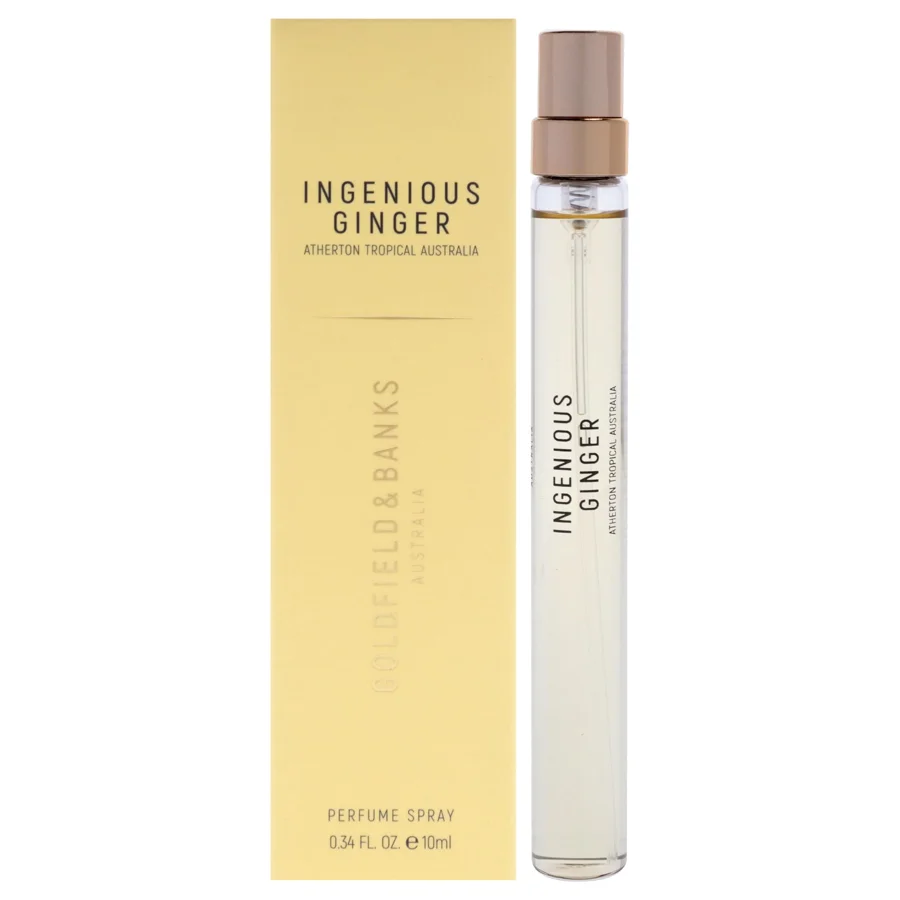 INGENIOUS
GINGER
ATHERTON TROPICAL AUSTRALIA
GOLDFIELD & BANKS
AUSTRALIA
PERFUME SPRAY
0.34 FL. OZ. ℮ 10ml
INGENIOUS
GINGER
ATHERTON TROPICAL AUSTRALIA